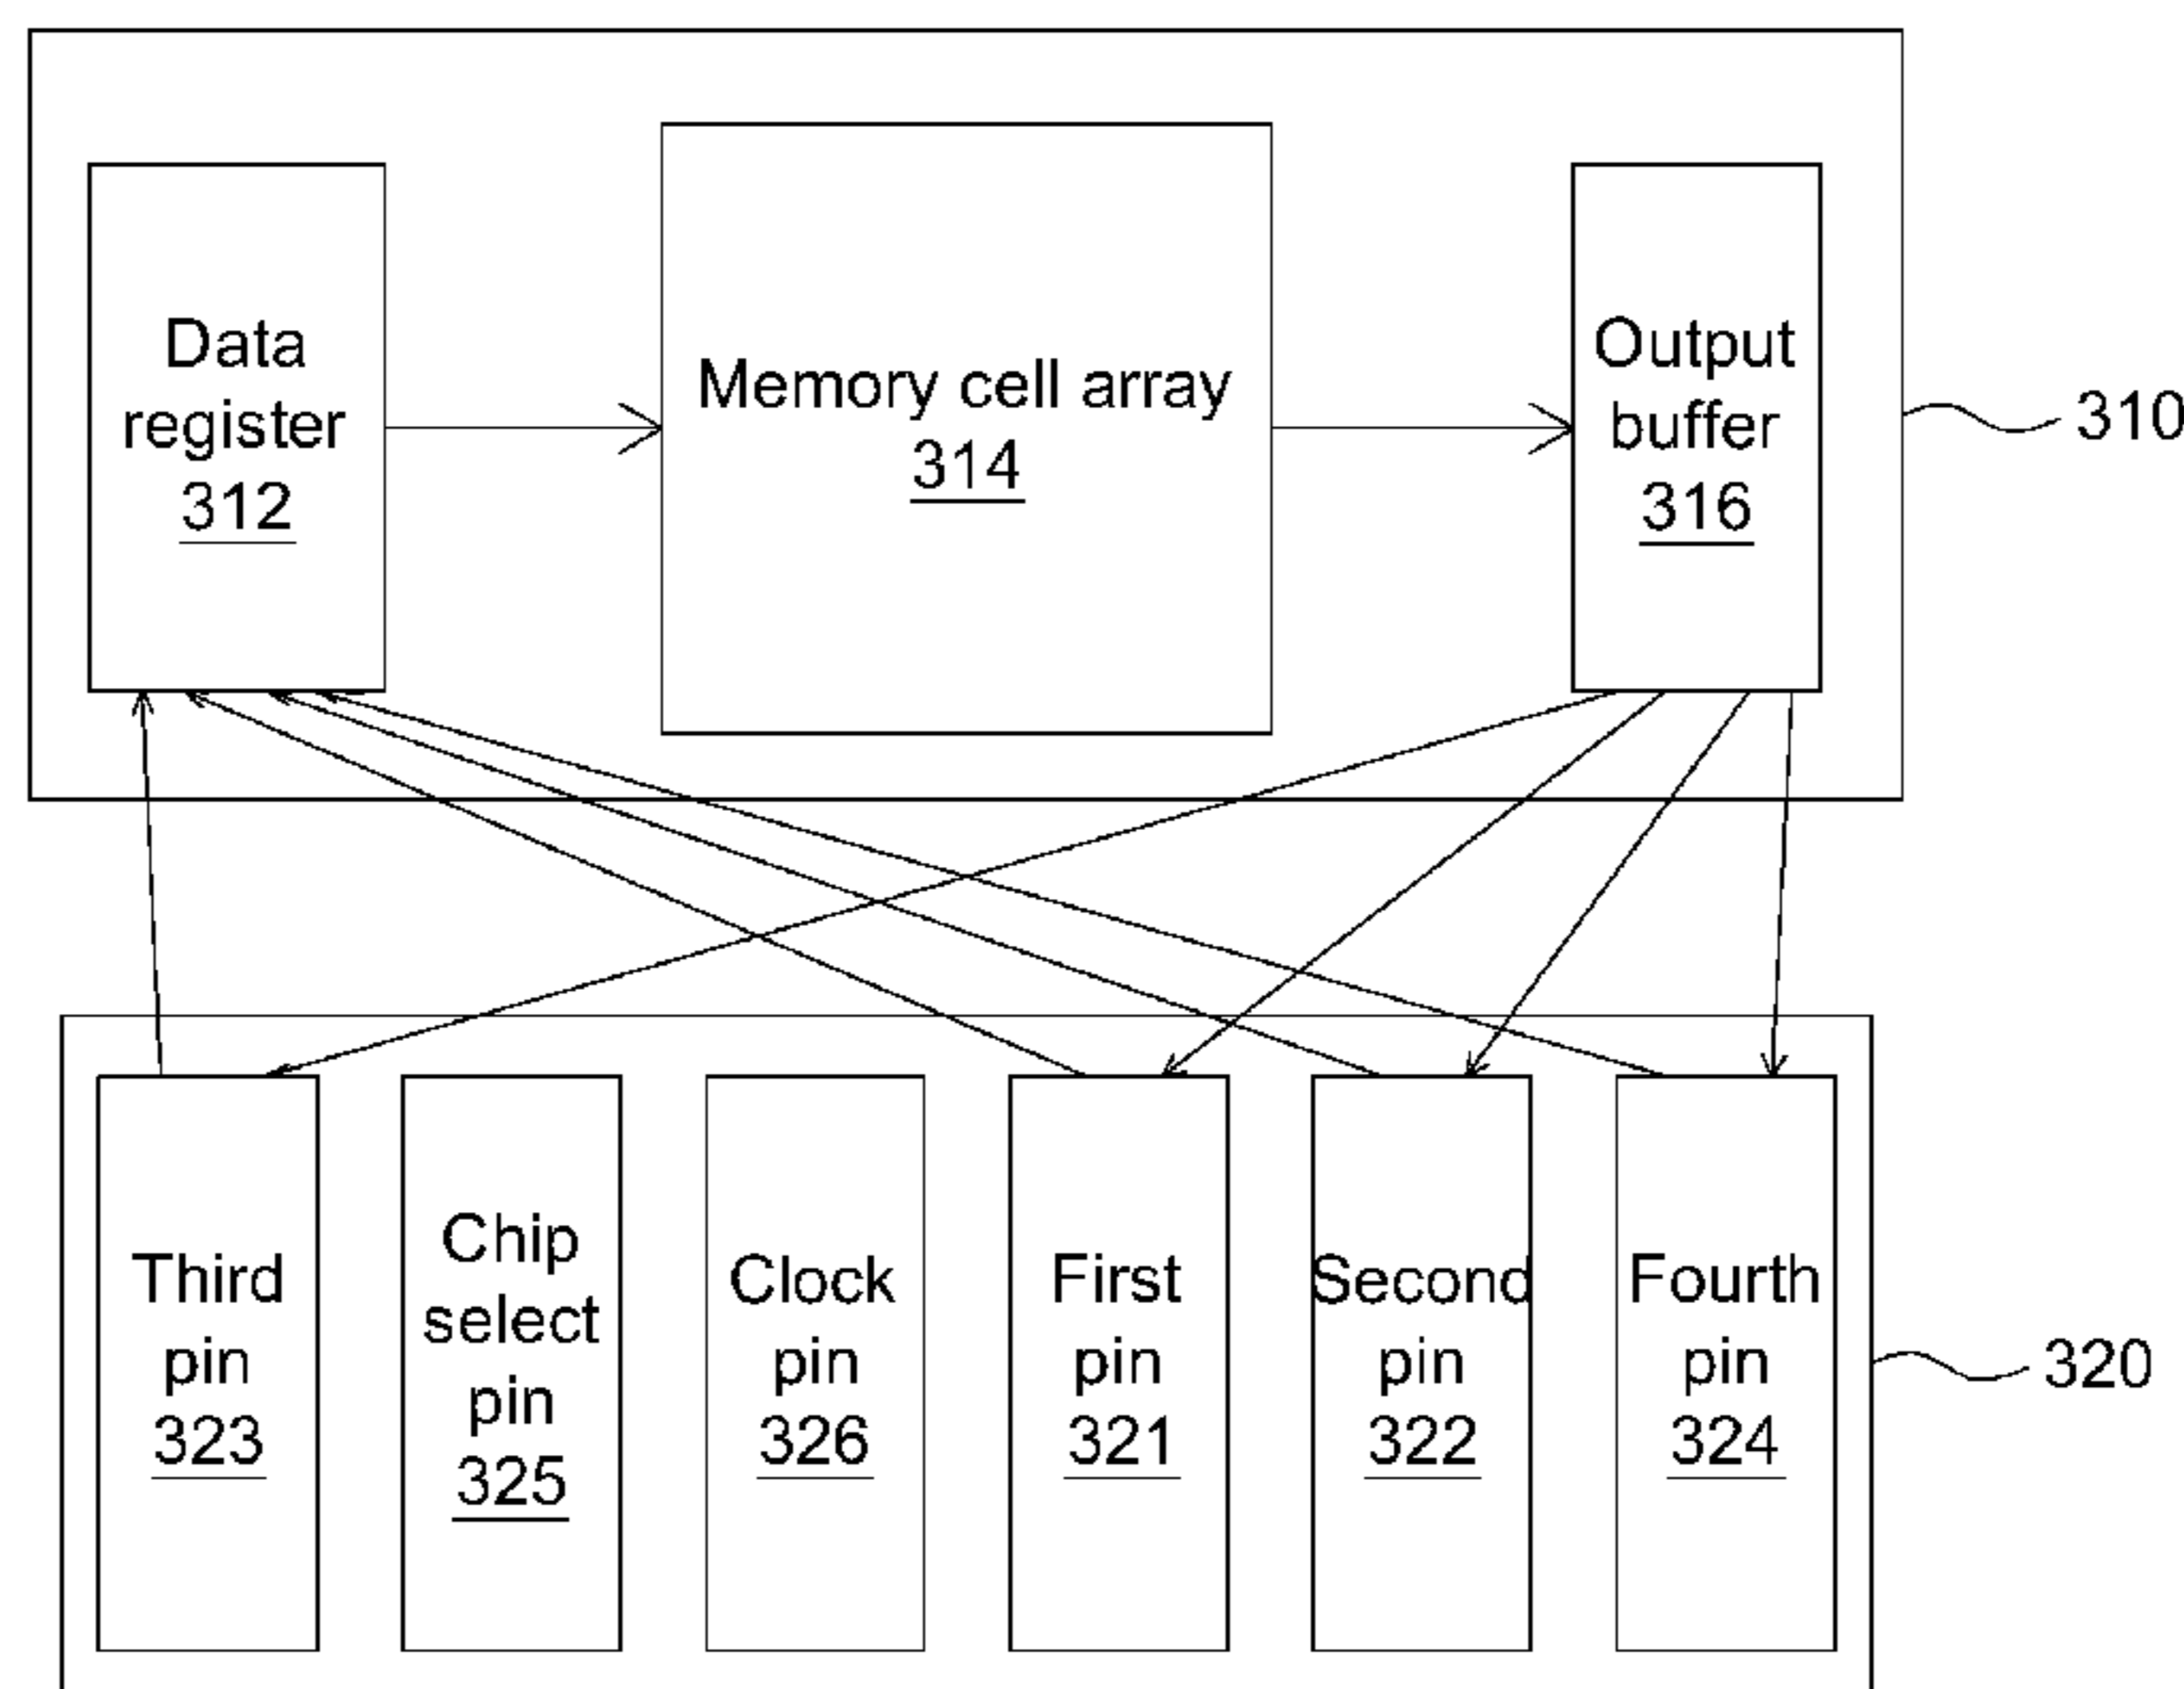 Data
register
312
Memory cell array
314
Output
buffer
316
310
Third
pin
323
Chip
select
pin
325
Clock
pin
326
First
pin
321
Second
pin
322
Fourth
pin
324
320